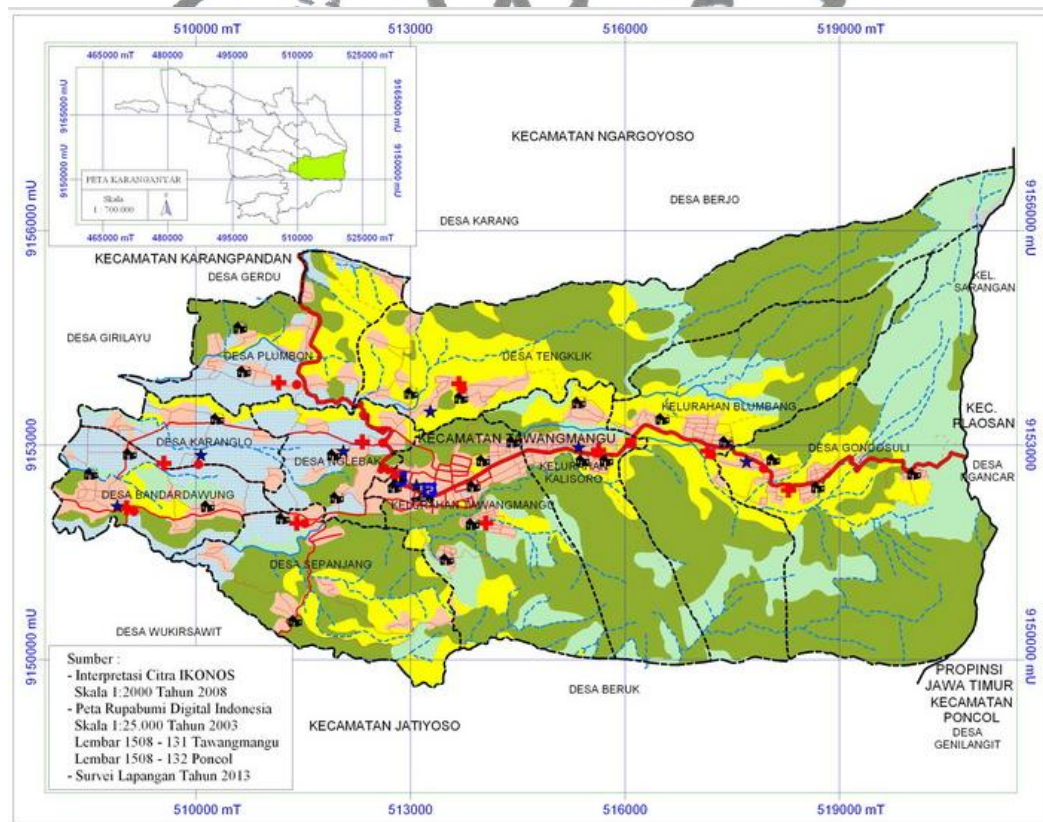 510000 mT
513000
516000 mT
519000 mT
465000 mT
480000
495000
510000
525000 mT
9165000 mU
9150000 mU
9165000 mU
9150000 mU
PETA KARANGANYAR
Skala
1 : 700.000
465000 mT
480000
495000
510000
525000 mT
KECAMATAN NGARGOYOSO
DESA BERJO
DESA KARANG
9156000 mU
9156000 mU
KECAMATAN KARANGPANDAN
DESA GERDU
KEL.
SARANGAN
DESA GIRILAYU
DESA PLUMBON
DESA TENGKLIK
KELURAHAN BLUMBANG
KEC.
PLAOSAN
9153000
9153000
DESA KARANGLO
KECAMATAN TAWANGMANGU
DESA GONDOSULI
DESA NGLEBAK
KELURAHAN
KALISORO
DESA
NGANCAR
DESA BANDARDAWUNG
KELURAHAN TAWANGMANGU
DESA SEPANJANG
DESA WUKIRSAWIT
9150000 mU
9150000 mU
Sumber :
- Interpretasi Citra IKONOS
Skala 1:2000 Tahun 2008
- Peta Rupabumi Digital Indonesia
Skala 1:25.000 Tahun 2003
Lembar 1508 - 131 Tawangmangu
Lembar 1508 - 132 Poncol
- Survei Lapangan Tahun 2013
DESA BERUK
KECAMATAN JATIYOSO
PROPINSI
JAWA TIMUR
KECAMATAN
PONCOL
DESA
GENILANGIT
510000 mT
513000
516000 mT
519000 mT